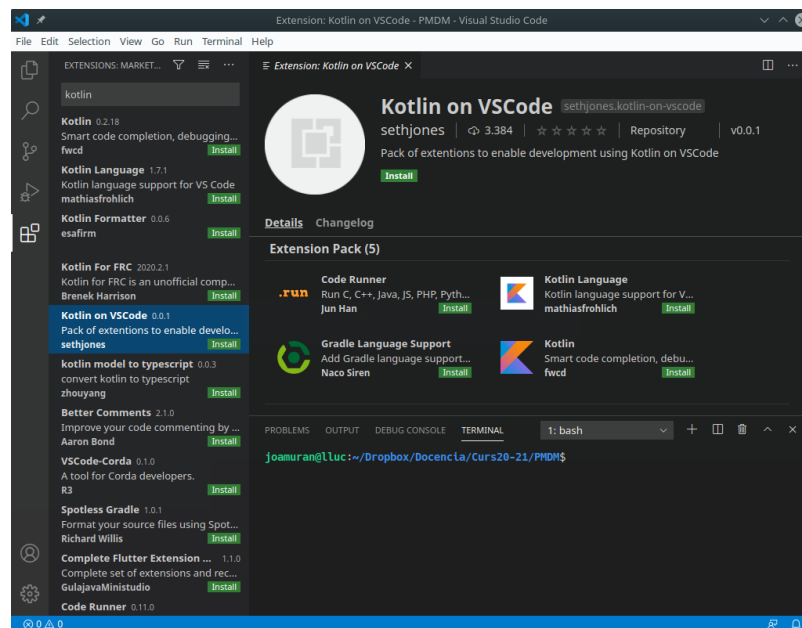 Extension: Kotlin on VSCode - PMDM - Visual Studio Code
File Edit Selection View Go Run Terminal Help
EXTENSIONS: MARKET...
kotlin
Kotlin 0.2.18
Smart code completion, debugging...
fwcd Install
Kotlin Language 1.7.1
Kotlin language support for VS Code
mathiasfrohlich Install
Kotlin Formatter 0.0.6
esafirm Install
Kotlin For FRC 2020.2.1
Kotlin for FRC is an unofficial comp...
Brenek Harrison Install
Kotlin on VSCode 0.0.1
Pack of extentions to enable develo...
sethjones Install
kotlin model to typescript 0.0.3
convert kotlin to typescript
zhouyang Install
Better Comments 2.1.0
Improve your code commenting by ...
Aaron Bond Install
VSCode-Corda 0.1.0
A tool for Corda developers.
R3 Install
Spotless Gradle 1.0.1
Format your source files using Spot...
Richard Willis Install
Complete Flutter Extension ... 1.1.0
Complete set of extensions and rec...
GulajavaMinistudio Install
Code Runner 0.11.0
Extension: Kotlin on VSCode
Kotlin on VSCode sethjones.kotlin-on-vscode
sethjones 3.384 Repository v0.0.1
Pack of extentions to enable development using Kotlin on VSCode
Install
Details Changelog
Extension Pack (5)
.run
Code Runner
Run C, C++, Java, JS, PHP, Pyth...
Jun Han Install
Kotlin Language
Kotlin language support for V...
mathiasfrohlich Install
Gradle Language Support
Add Gradle language support...
Naco Siren Install
Kotlin
Smart code completion, debu...
fwcd Install
PROBLEMS OUTPUT DEBUG CONSOLE TERMINAL 1: bash
joamuran@lluc:~/Dropbox/Docencia/Curs20-21/PMDM$
0 0